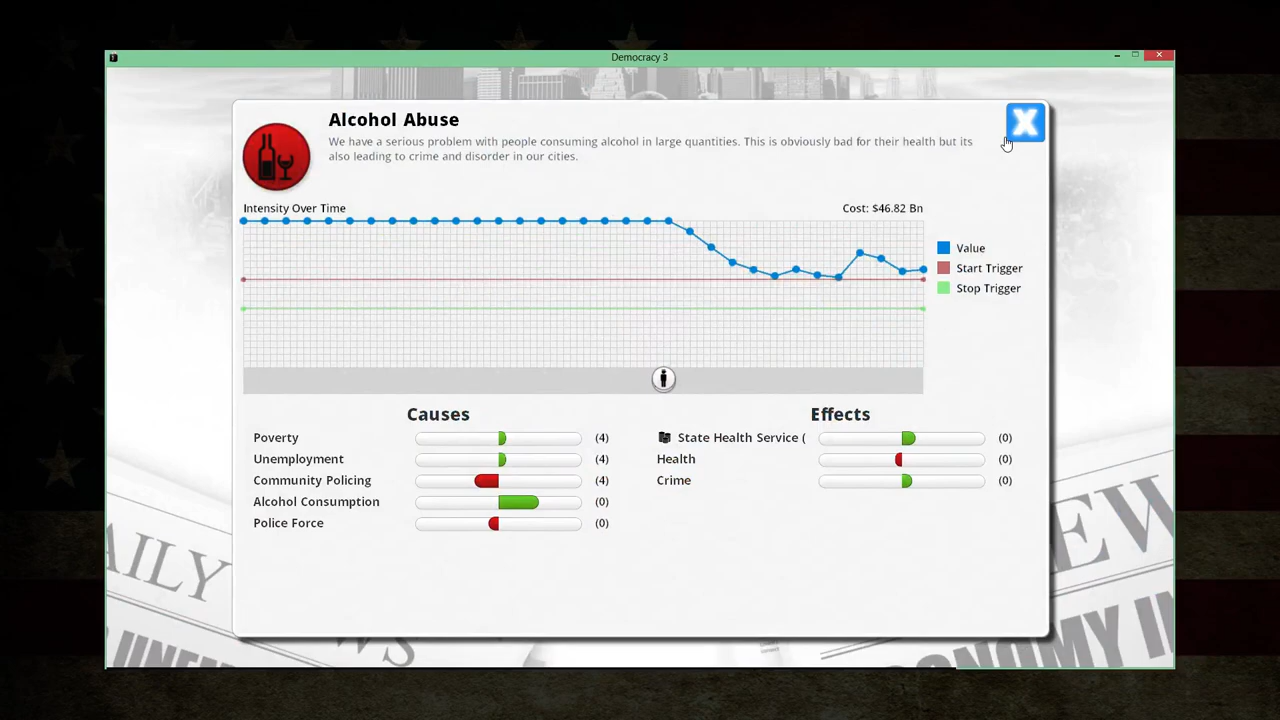 Democracy 3
Alcohol Abuse
We have a serious problem with people consuming alcohol in large quantities. This is obviously bad for their health but its
also leading to crime and disorder in our cities.
X
Intensity Over Time
Cost: $46.82 Bn
Value
Start Trigger
Stop Trigger
Causes
Poverty (4)
Unemployment (4)
Community Policing (4)
Alcohol Consumption (0)
Police Force (0)
Effects
State Health Service ( (0)
Health (0)
Crime (0)